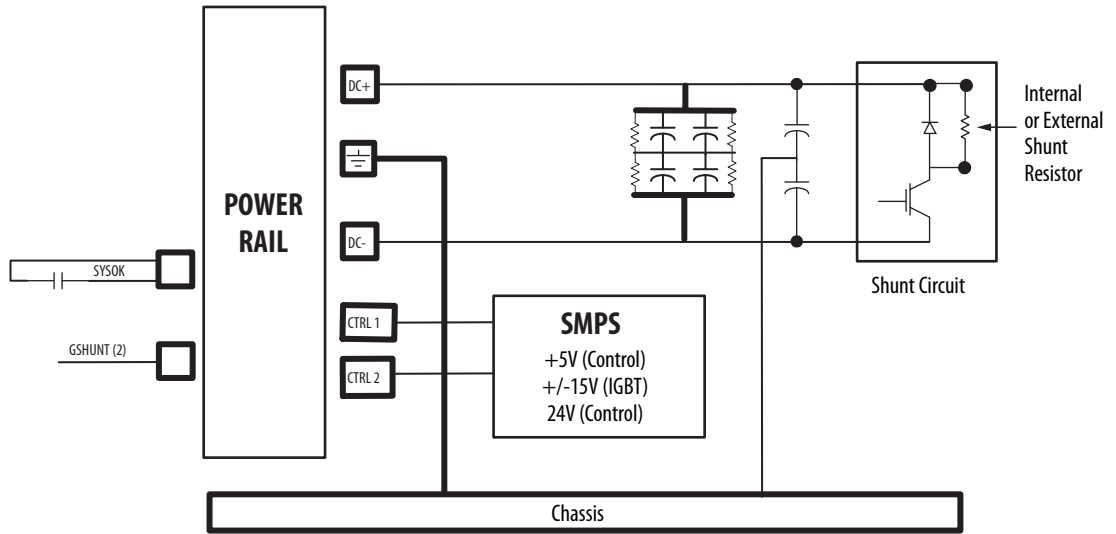 POWER
RAIL
DC+
DC-
SYSOK
GSHUNT (2)
CTRL 1
CTRL 2
SMPS
+5V (Control)
+/-15V (IGBT)
24V (Control)
Internal
or External
Shunt
Resistor
Shunt Circuit
Chassis